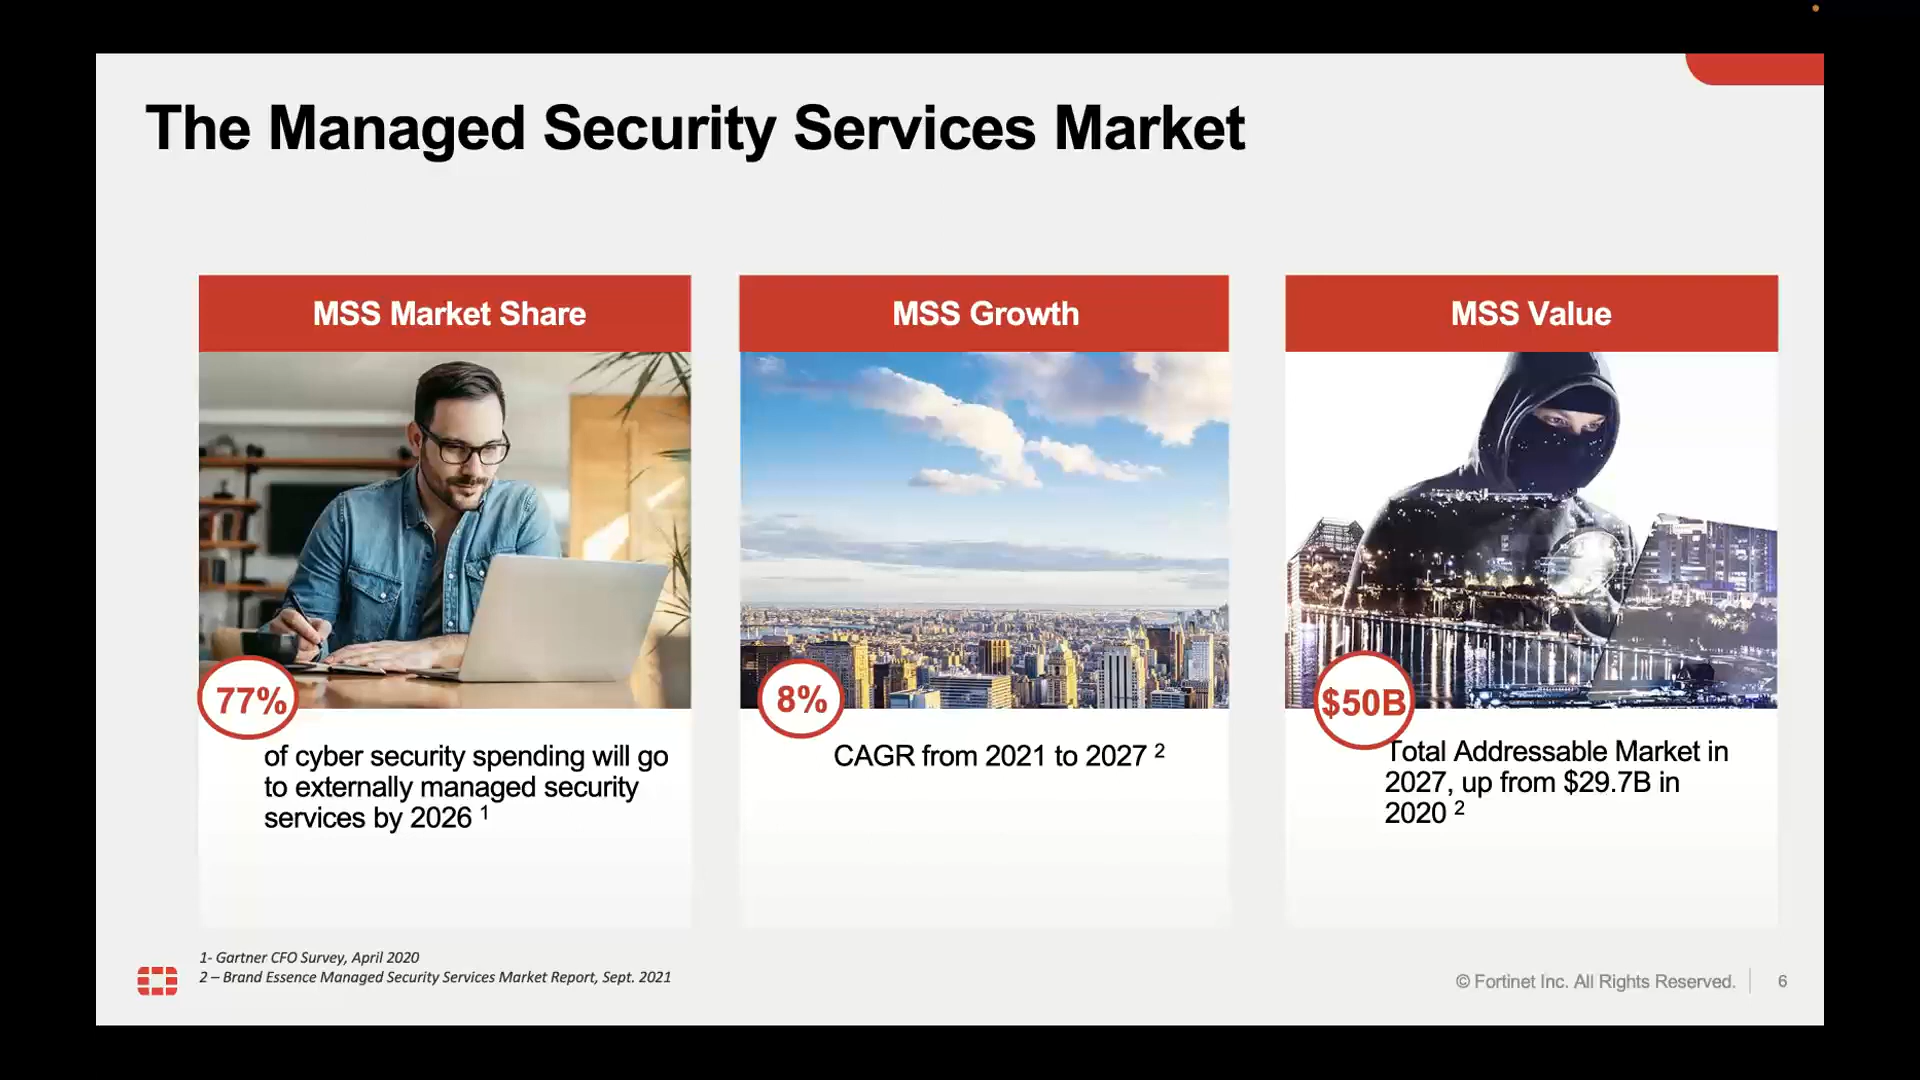 The Managed Security Services Market
MSS Market Share
77%
of cyber security spending will go
to externally managed security
services by 2026 1
MSS Growth
8%
CAGR from 2021 to 2027 2
MSS Value
$50B
Total Addressable Market in
2027, up from $29.7B in
2020 2
1- Gartner CFO Survey, April 2020
2 – Brand Essence Managed Security Services Market Report, Sept. 2021
© Fortinet Inc. All Rights Reserved.
6